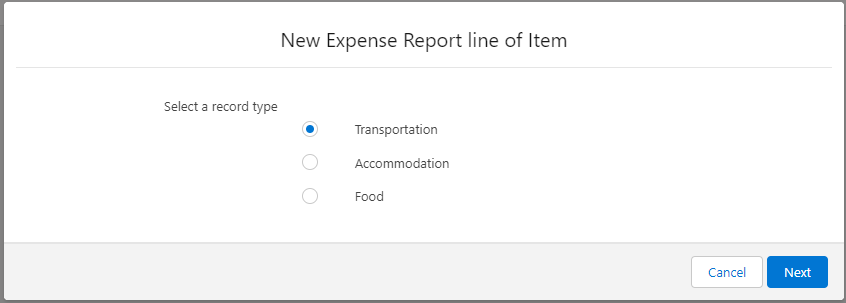 New Expense Report line of Item
Select a record type
Transportation
Accommodation
Food
Cancel Next